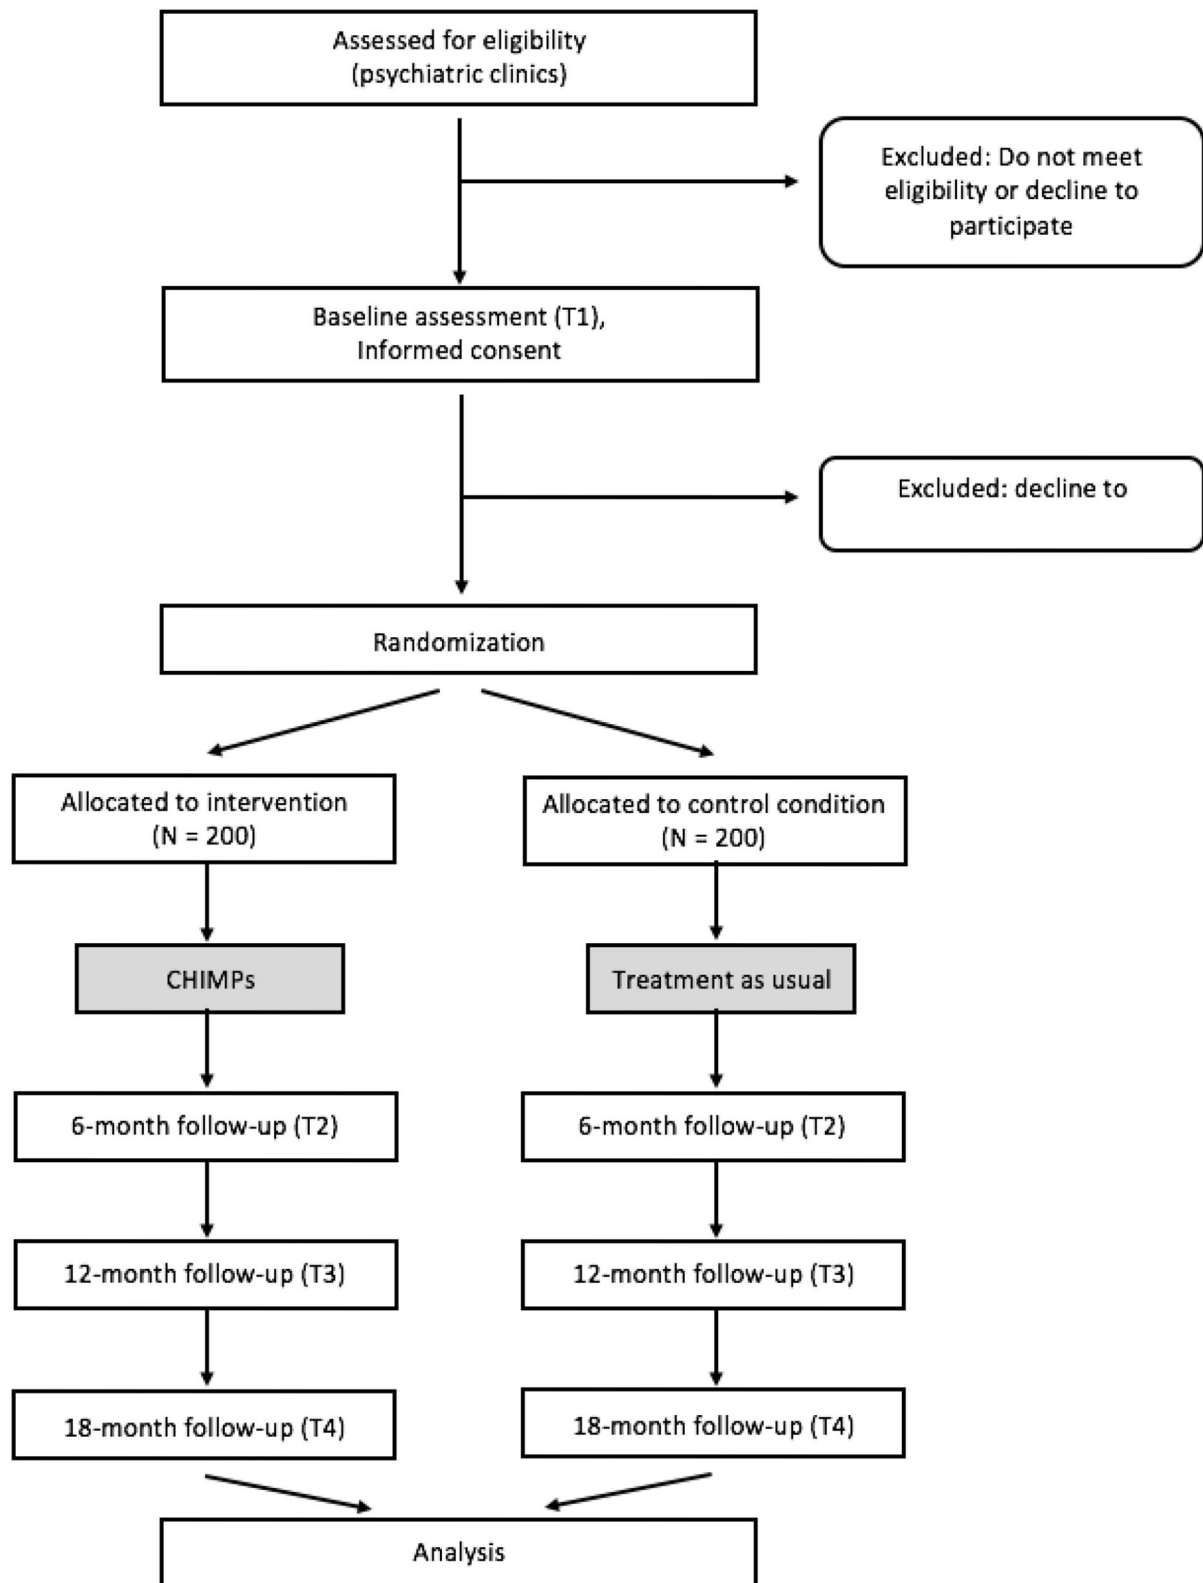 Assessed for eligibility
(psychiatric clinics)
Excluded: Do not meet
eligibility or decline to
participate
Baseline assessment (T1),
Informed consent
Excluded: decline to
Randomization
Allocated to intervention
(N = 200)
Allocated to control condition
(N = 200)
CHIMPs
Treatment as usual
6-month follow-up (T2)
6-month follow-up (T2)
12-month follow-up (T3)
12-month follow-up (T3)
18-month follow-up (T4)
18-month follow-up (T4)
Analysis